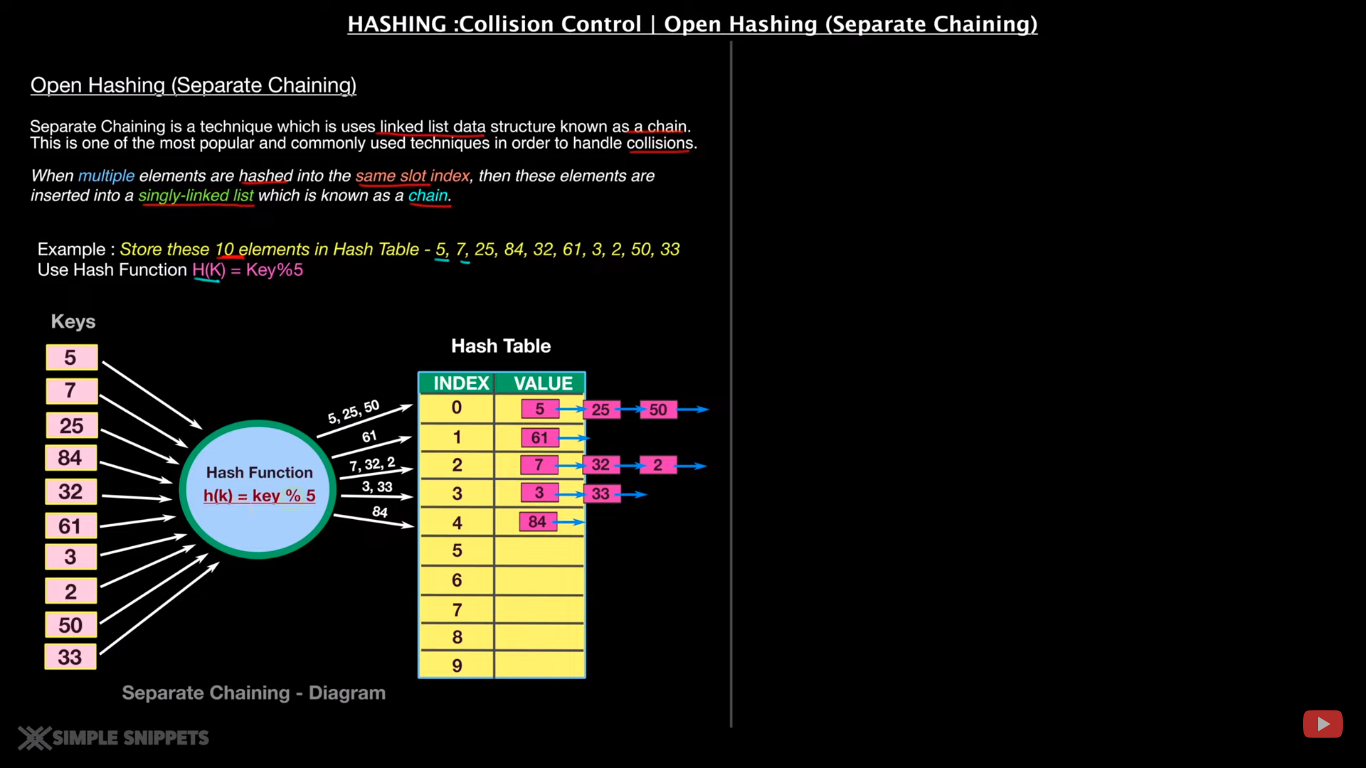 HASHING :Collision Control | Open Hashing (Separate Chaining)
Open Hashing (Separate Chaining)
Separate Chaining is a technique which is uses linked list data structure known as a chain.
This is one of the most popular and commonly used techniques in order to handle collisions.
When multiple elements are hashed into the same slot index, then these elements are
inserted into a singly-linked list which is known as a chain.
Example : Store these 10 elements in Hash Table - 5, 7, 25, 84, 32, 61, 3, 2, 50, 33
Use Hash Function H(K) = Key%5
Keys
5
7
25
84
32
61
3
2
50
33
Hash Function
h(k) = key % 5
5, 25, 50
61
7, 32, 2
3, 33
84
Hash Table
INDEX VALUE
0 5 25 50
1 61
2 7 32 2
3 3 33
4 84
5
6
7
8
9
Separate Chaining - Diagram
SIMPLE SNIPPETS